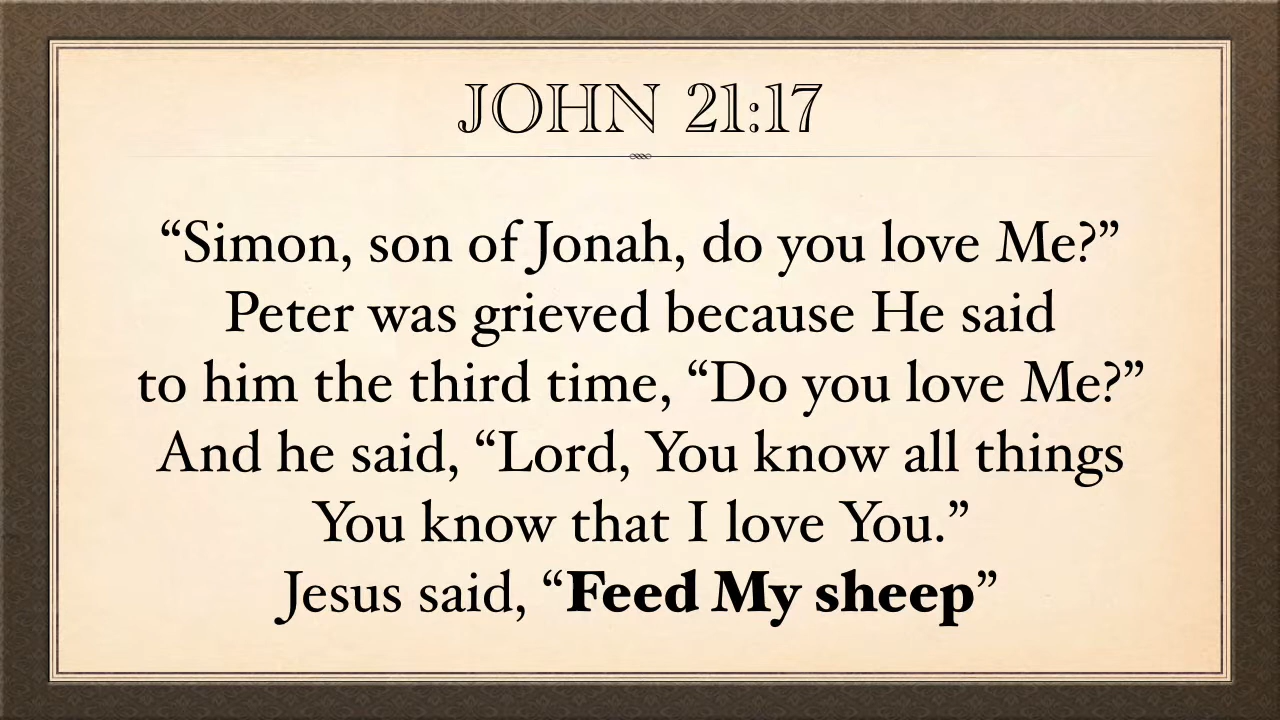 JOHN 21:17
“Simon, son of Jonah, do you love Me?”
Peter was grieved because He said
to him the third time, “Do you love Me?”
And he said, “Lord, You know all things
You know that I love You.”
Jesus said, “Feed My sheep”